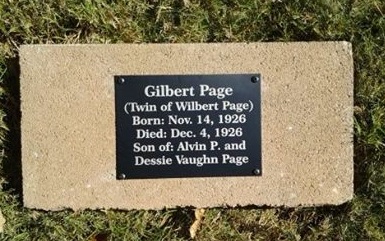 Gilbert Page
(Twin of Wilbert Page)
Born: Nov. 14, 1926
Died: Dec. 4, 1926
Son of: Alvin P. and
Dessie Vaughn Page